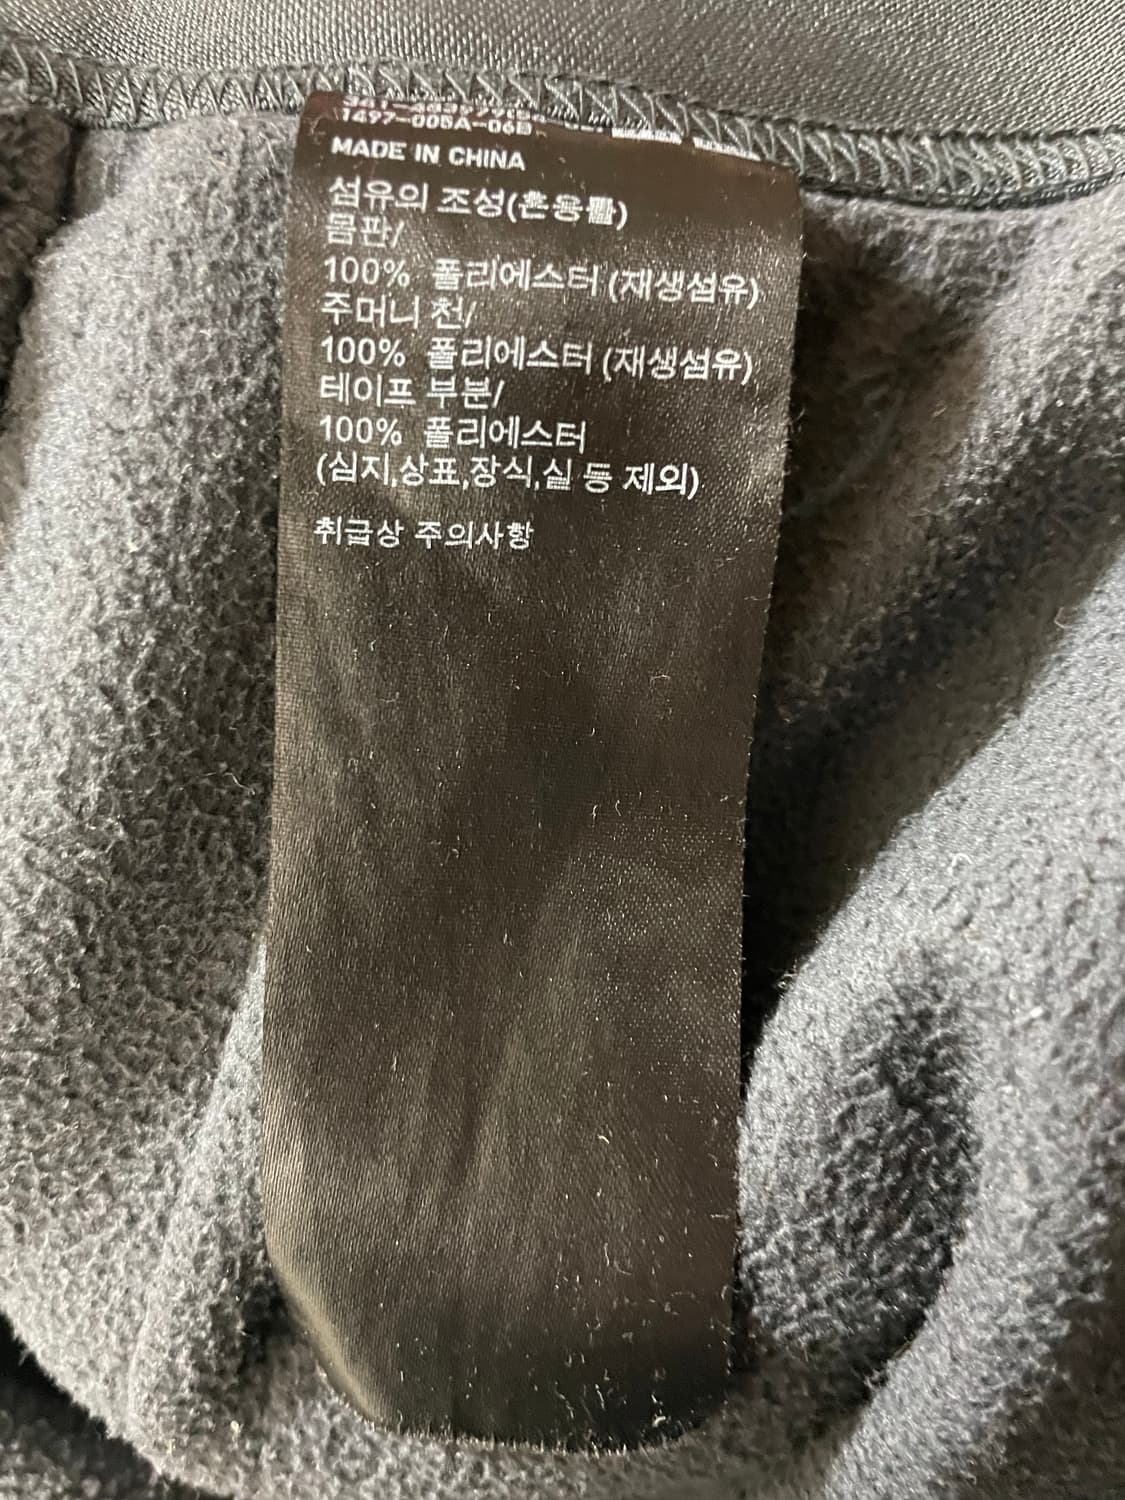 1497-005A-06B
MADE IN CHINA
섬유의 조성(혼용률)
몸판/
100% 폴리에스터 (재생섬유)
주머니 천/
100% 폴리에스터 (재생섬유)
테이프 부분/
100% 폴리에스터
(심지,상표,장식,실 등 제외)
취급상 주의사항